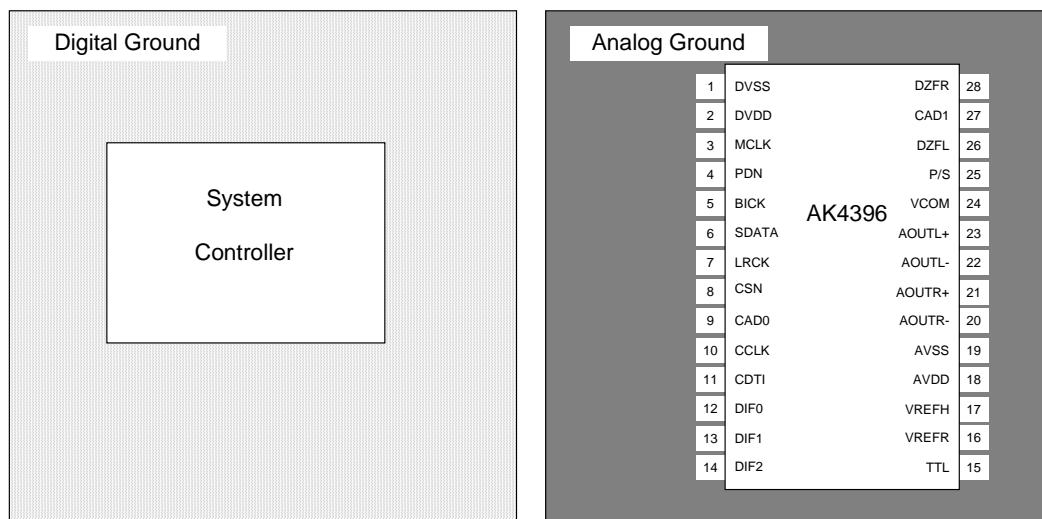 Digital Ground
System
Controller
Analog Ground
AK4396
1 DVSS
2 DVDD
3 MCLK
4 PDN
5 BICK
6 SDATA
7 LRCK
8 CSN
9 CAD0
10 CCLK
11 CDTI
12 DIF0
13 DIF1
14 DIF2
DZFR 28
CAD1 27
DZFL 26
P/S 25
VCOM 24
AOUTL+ 23
AOUTL- 22
AOUTR+ 21
AOUTR- 20
AVSS 19
AVDD 18
VREFH 17
VREFR 16
TTL 15